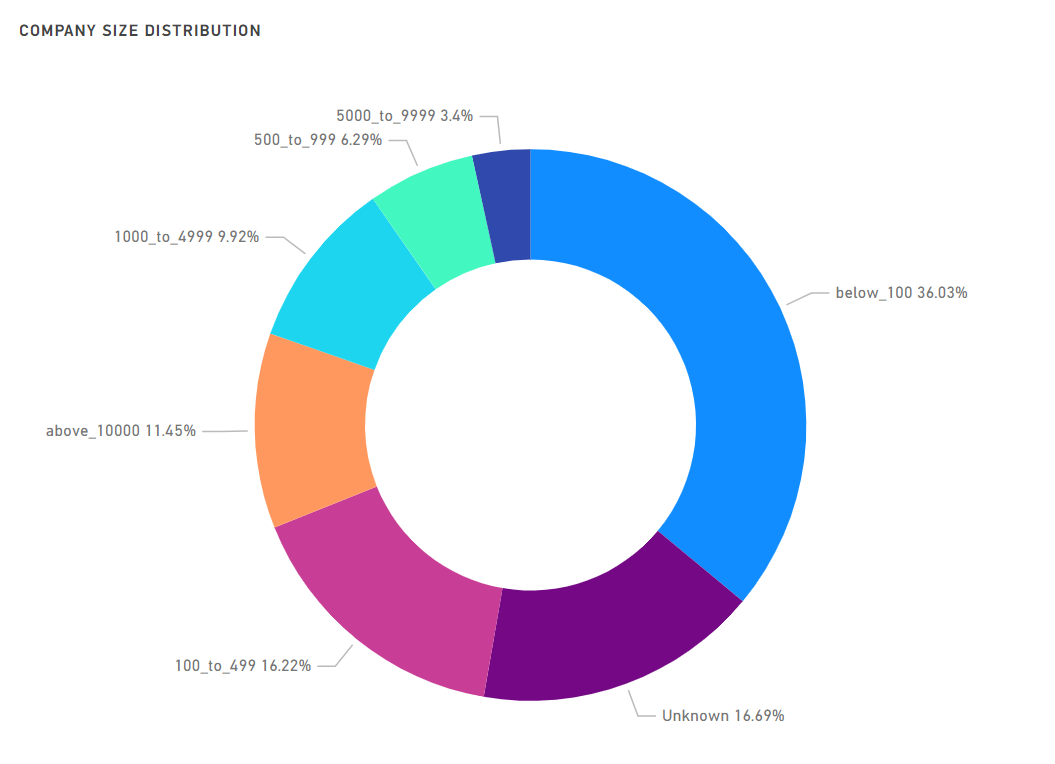 COMPANY SIZE DISTRIBUTION
5000_to_9999 3.4%
500_to_999 6.29%
1000_to_4999 9.92%
below_100 36.03%
above_10000 11.45%
100_to_499 16.22%
Unknown 16.69%